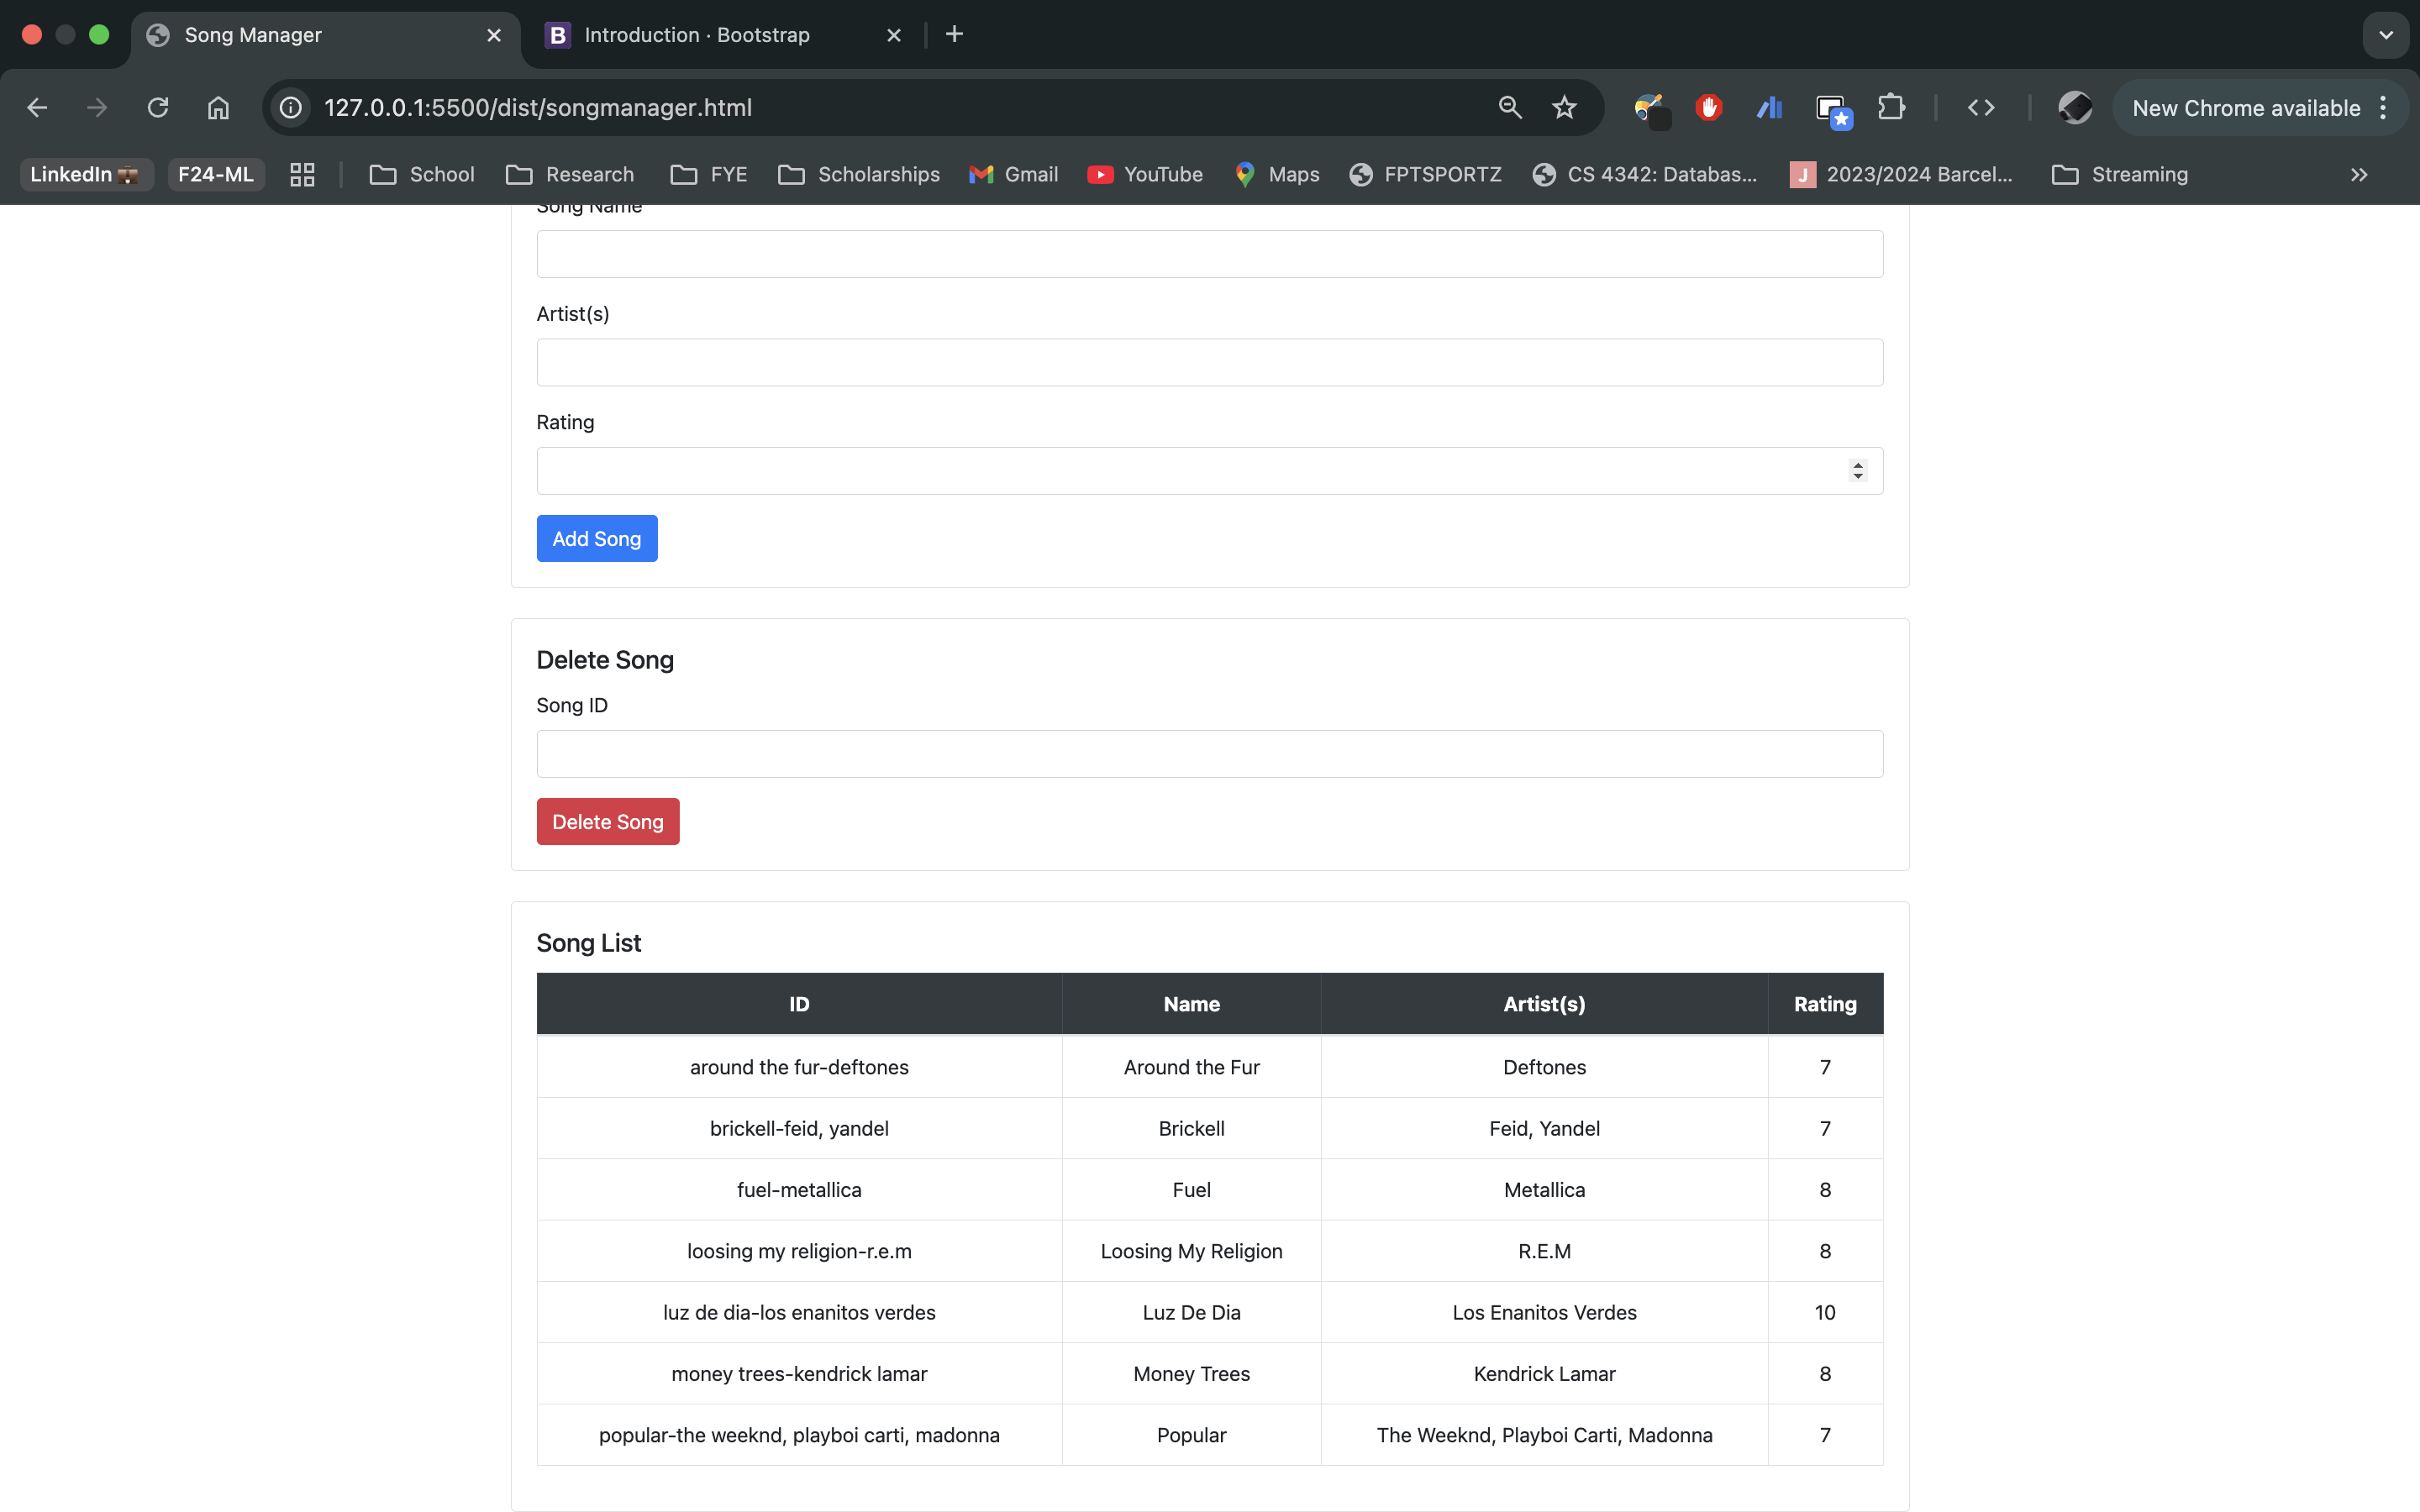 Song Manager
B Introduction · Bootstrap
127.0.0.1:5500/dist/songmanager.html
New Chrome available
LinkedIn F24-ML School Research FYE Scholarships Gmail YouTube Maps FPTSPORTZ CS 4342: Databas... J 2023/2024 Barcel... Streaming
Song Name
Artist(s)
Rating
Add Song
Delete Song
Song ID
Delete Song
Song List
ID Name Artist(s) Rating
around the fur-deftones Around the Fur Deftones 7
brickell-feid, yandel Brickell Feid, Yandel 7
fuel-metallica Fuel Metallica 8
loosing my religion-r.e.m Loosing My Religion R.E.M 8
luz de dia-los enanitos verdes Luz De Dia Los Enanitos Verdes 10
money trees-kendrick lamar Money Trees Kendrick Lamar 8
popular-the weeknd, playboi carti, madonna Popular The Weeknd, Playboi Carti, Madonna 7